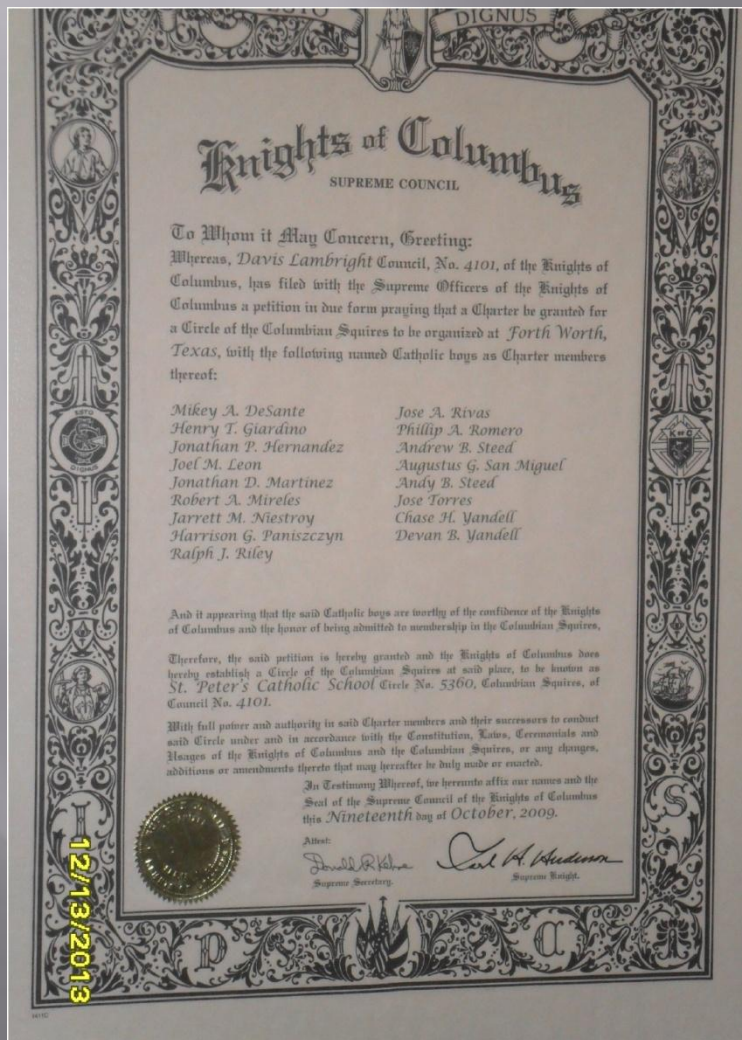 ESTO
DIGNUS
Knights of Columbus
SUPREME COUNCIL
To Whom it May Concern, Greeting:
Whereas, Davis Lambright Council, No. 4101, of the Knights of
Columbus, has filed with the Supreme Officers of the Knights of
Columbus a petition in due form praying that a Charter be granted for
a Circle of the Columbian Squires to be organized at Forth Worth,
Texas, with the following named Catholic boys as Charter members
thereof:
Mikey A. DeSante
Henry T. Giardino
Jonathan P. Hernandez
Joel M. Leon
Jonathan D. Martinez
Robert A. Mireles
Jarrett M. Niestroy
Harrison G. Paniszczyn
Ralph J. Riley
Jose A. Rivas
Phillip A. Romero
Andrew B. Steed
Augustus G. San Miguel
Andy B. Steed
Jose Torres
Chase H. Yandell
Devan B. Yandell
And it appearing that the said Catholic boys are worthy of the confidence of the Knights
of Columbus and the honor of being admitted to membership in the Columbian Squires,
Therefore, the said petition is hereby granted and the Knights of Columbus does
hereby establish a Circle of the Columbian Squires at said place, to be known as
St. Peter's Catholic School Circle No. 5360, Columbian Squires, of
Council No. 4101.
With full power and authority in said Charter members and their successors to conduct
said Circle under and in accordance with the Constitution, Laws, Ceremonials and
Usages of the Knights of Columbus and the Columbian Squires, or any changes,
additions or amendments thereto that may hereafter be duly made or enacted.
In Testimony Whereof, we hereunto affix our names and the
Seal of the Supreme Council of the Knights of Columbus
this Nineteenth day of October, 2009.
Attest:
Supreme Secretary.
Supreme Knight.
ESTO
DIGNUS
K of C
I
S
P
C
12/13/2013